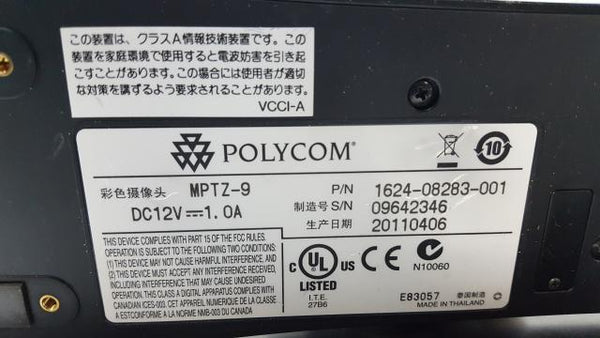 この装置は、クラスA情報技術装置です。この
装置を家庭環境で使用すると電波妨害を引き起
こすことがあります。この場合には使用者が適切
な対策を講ずるよう要求されることがあります。
VCCI-A
POLYCOM®
10
彩色摄像头 MPTZ-9
DC12V⎓1.0A
P/N 1624-08283-001
制造号 S/N 09642346
生产日期 20110406
THIS DEVICE COMPLIES WITH PART 15 OF THE FCC RULES.
OPERATION IS SUBJECT TO THE FOLLOWING TWO CONDITIONS:
(1) THIS DEVICE MAY NOT CAUSE HARMFUL INTERFERENCE, AND
(2) THIS DEVICE MUST ACCEPT ANY INTERFERENCE RECEIVED,
INCLUDING INTERFERENCE THAT MAY CAUSE UNDESIRED
OPERATION. THIS CLASS A DIGITAL APPARATUS COMPLIES WITH
CANADIAN ICES-003. CET APPAREIL NUMERIQUE DE LA CLASSE
A ESTCONFORME A LA NORME NMB-003 DU CANADA
C UL US
LISTED
I.T.E.
27B6
CE
N10060
E83057 泰国制造
MADE IN THAILAND